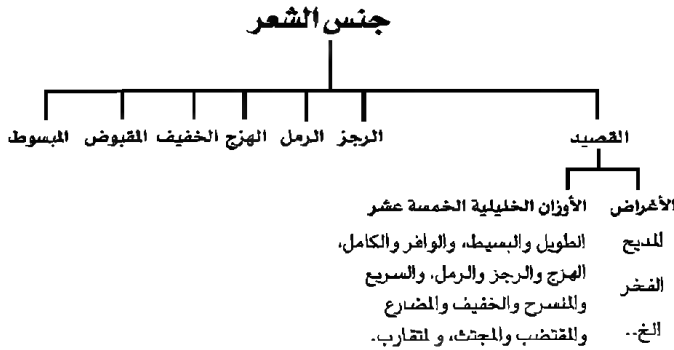 جنس الشعر
القصيد الرجز الرمل الهزج الخفيف المقبوض المبسوط
الأغراض الأوزان الخليلية الخمسة عشر
المديح الطويل والبسيط، والوافر والكامل،
الفخر الهزج والرجز والرمل، والسريع
والمنسرح والخفيف والمضارع
الخ.. والمقتضب والمجتث، والمتقارب.